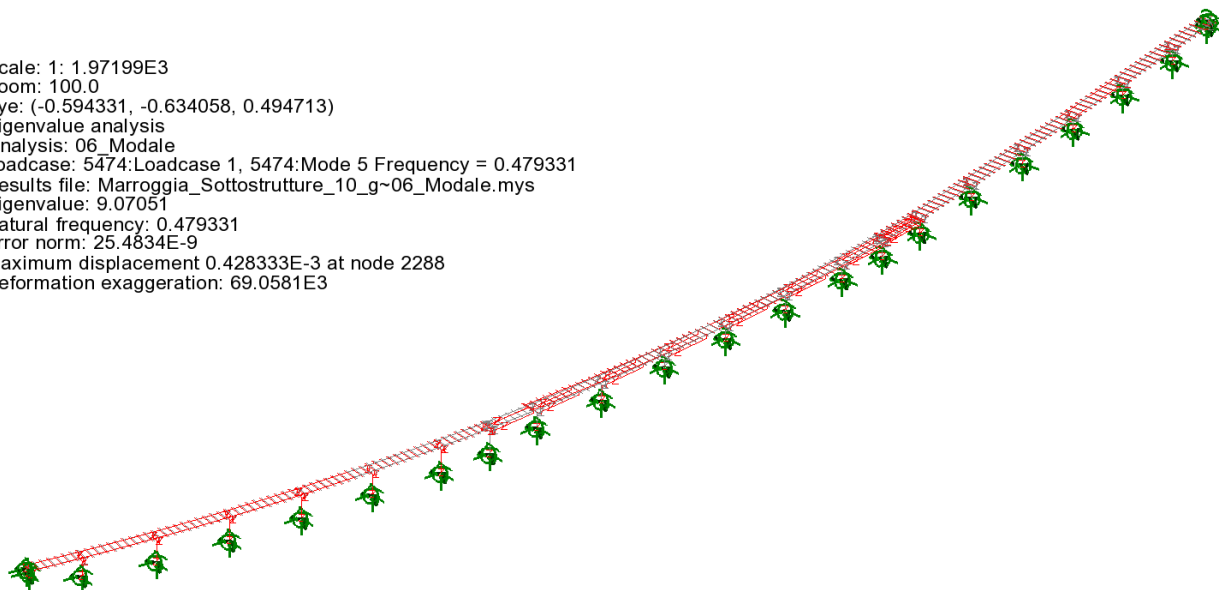 cale: 1: 1.97199E3
oom: 100.0
ye: (-0.594331, -0.634058, 0.494713)
igenvalue analysis
nalysis: 06_Modale
oadcase: 5474:Loadcase 1, 5474:Mode 5 Frequency = 0.479331
esults file: Marroggia_Sottostrutture_10_g~06_Modale.mys
igenvalue: 9.07051
atural frequency: 0.479331
rror norm: 25.4834E-9
aximum displacement 0.428333E-3 at node 2288
eformation exaggeration: 69.0581E3